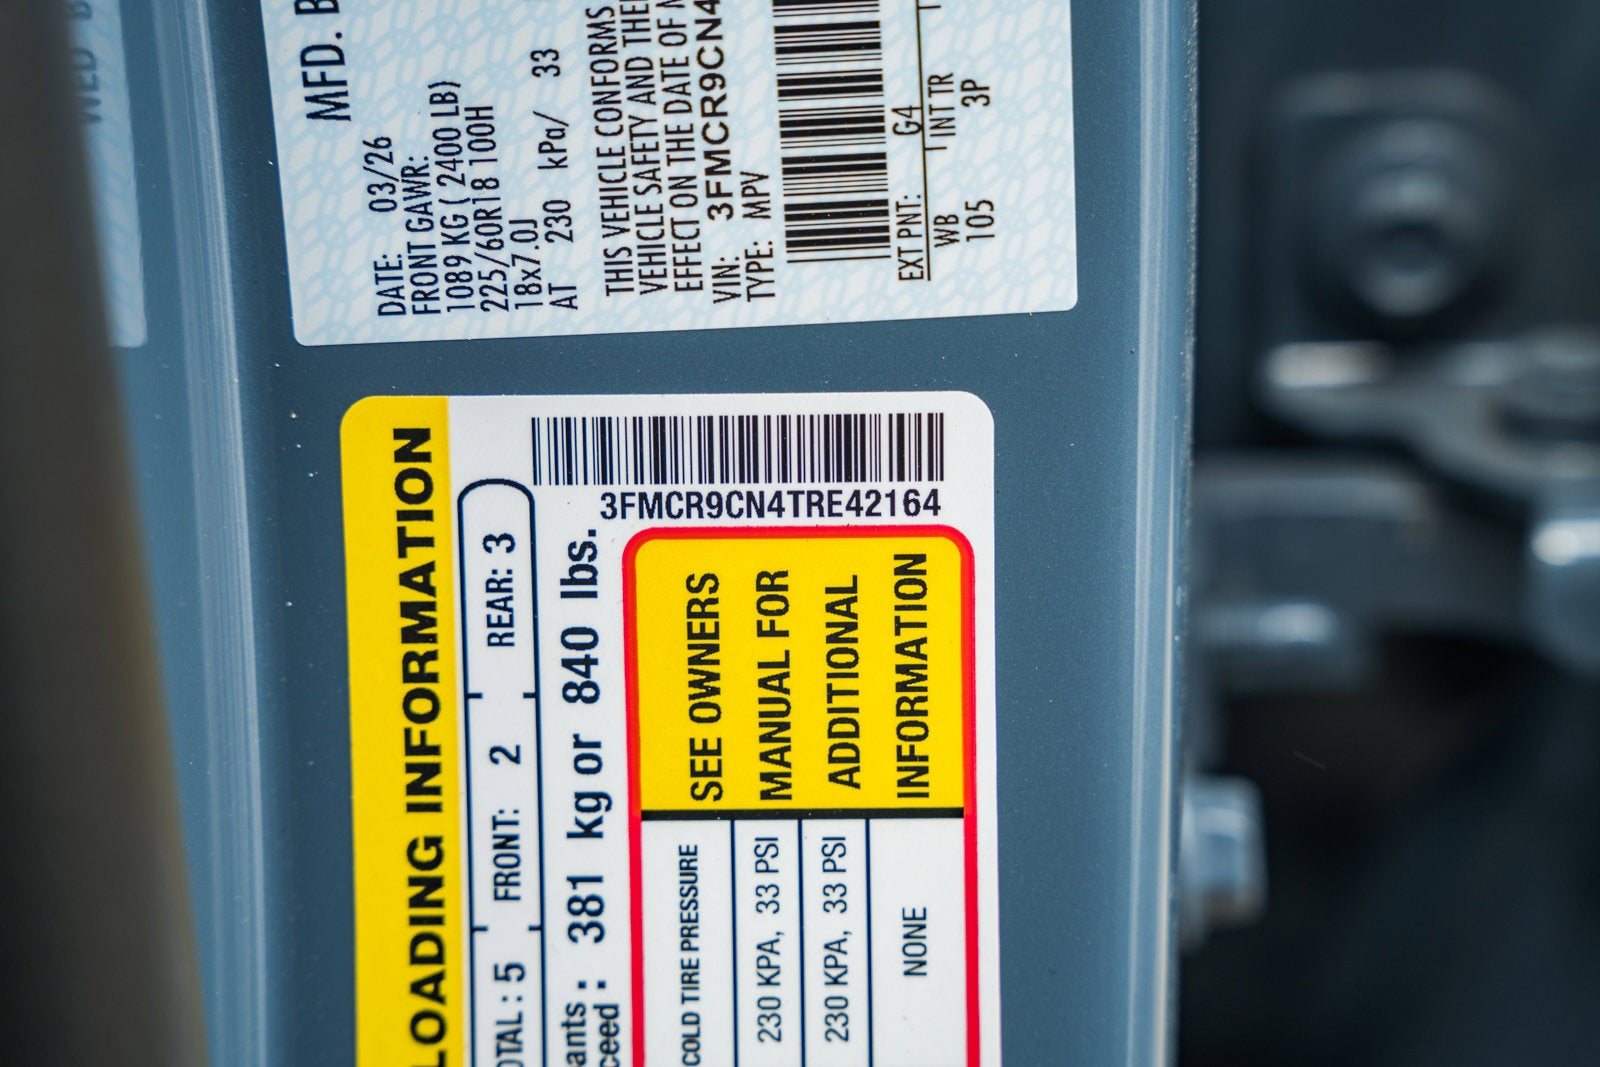 MFD. B
DATE: 03/26
FRONT GAWR:
1089 KG ( 2400 LB)
225/60R18 100H
18x7.0J
AT 230 kPa/ 33
THIS VEHICLE CONFORMS
VEHICLE SAFETY AND THE
EFFECT ON THE DATE OF
VIN: 3FMCR9CN4
TYPE: MPV
EXT PNT: G4
WB INT TR
105 3P
LOADING INFORMATION
OTAL : 5 FRONT: 2 REAR: 3
ants : 381 kg or 840 lbs.
ceed :
3FMCR9CN4TRE42164
COLD TIRE PRESSURE
230 KPA, 33 PSI
230 KPA, 33 PSI
NONE
SEE OWNERS
MANUAL FOR
ADDITIONAL
INFORMATION